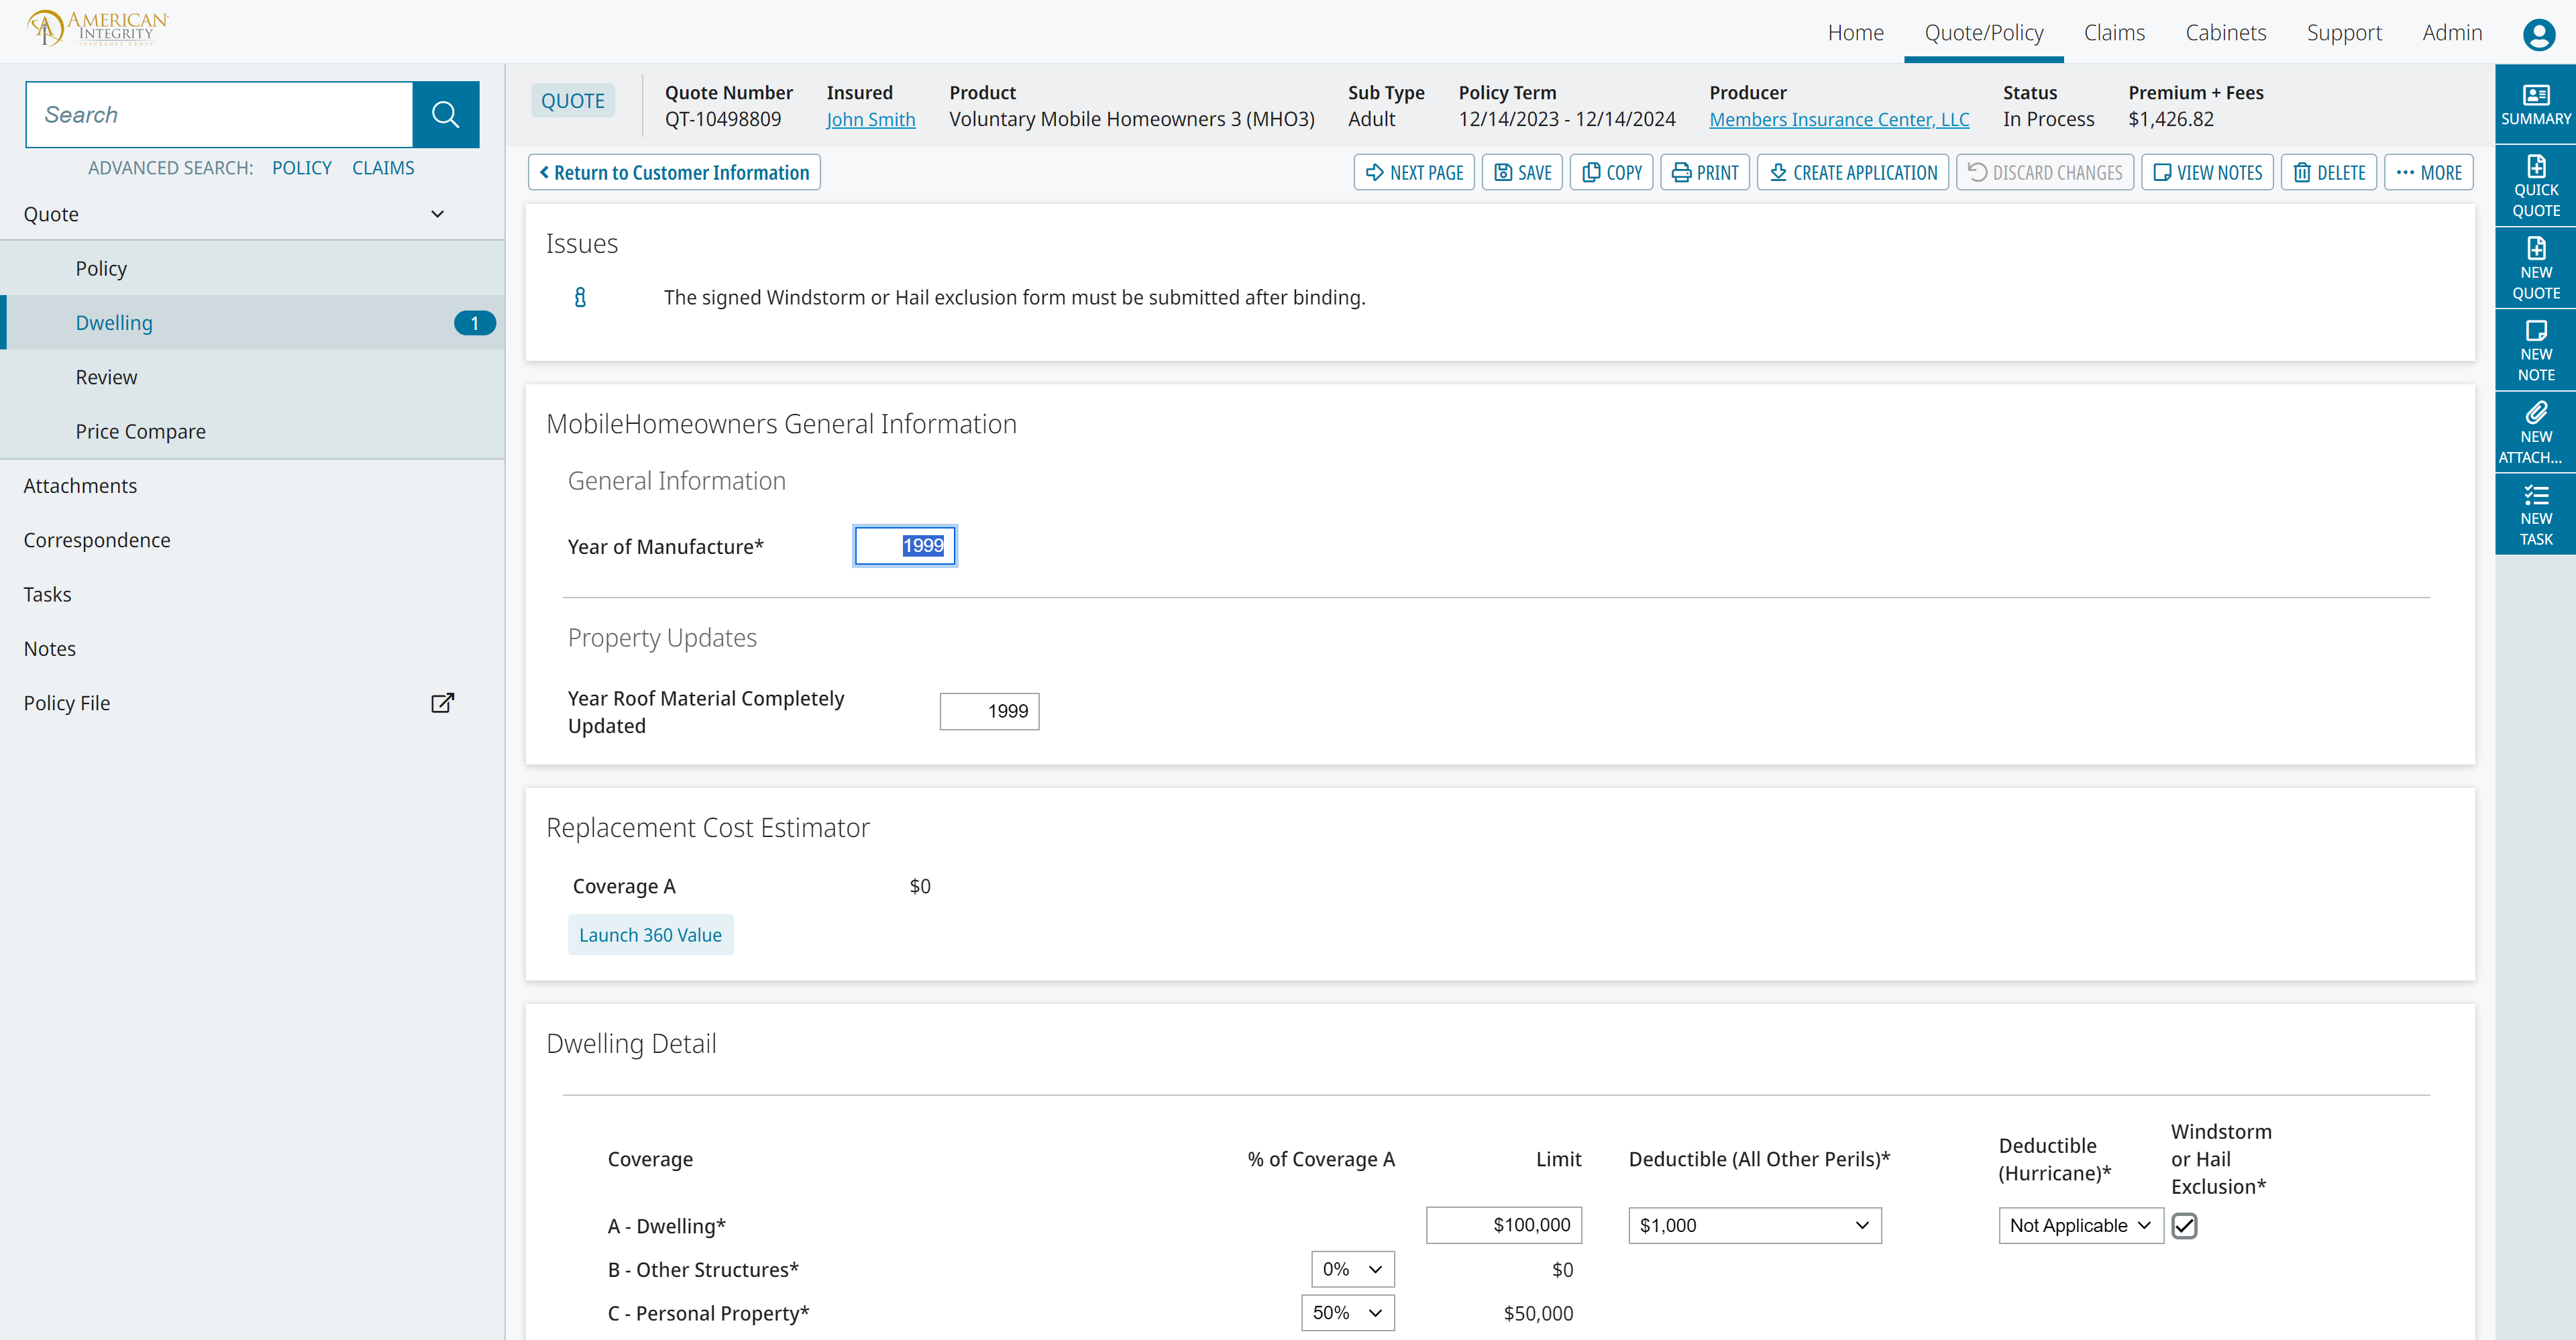 AMERICAN
INTEGRITY
INSURANCE GROUP
Home
Quote/Policy
Claims
Cabinets
Support
Admin
Search
ADVANCED SEARCH: POLICY CLAIMS
Quote
Policy
Dwelling 1
Review
Price Compare
Attachments
Correspondence
Tasks
Notes
Policy File
QUOTE
Quote Number
QT-10498809
Insured
John Smith
Product
Voluntary Mobile Homeowners 3 (MHO3)
Sub Type
Adult
Policy Term
12/14/2023 - 12/14/2024
Producer
Members Insurance Center, LLC
Status
In Process
Premium + Fees
$1,426.82
Return to Customer Information
NEXT PAGE
SAVE
COPY
PRINT
CREATE APPLICATION
DISCARD CHANGES
VIEW NOTES
DELETE
MORE
Issues
The signed Windstorm or Hail exclusion form must be submitted after binding.
MobileHomeowners General Information
General Information
Year of Manufacture* 1999
Property Updates
Year Roof Material Completely
Updated
1999
Replacement Cost Estimator
Coverage A $0
Launch 360 Value
Dwelling Detail
Coverage
% of Coverage A
Limit
Deductible (All Other Perils)*
Deductible
(Hurricane)*
Windstorm
or Hail
Exclusion*
A - Dwelling* $100,000 $1,000 Not Applicable
B - Other Structures* 0% $0
C - Personal Property* 50% $50,000
SUMMARY
QUICK
QUOTE
NEW
QUOTE
NEW
NOTE
NEW
ATTACH...
NEW
TASK